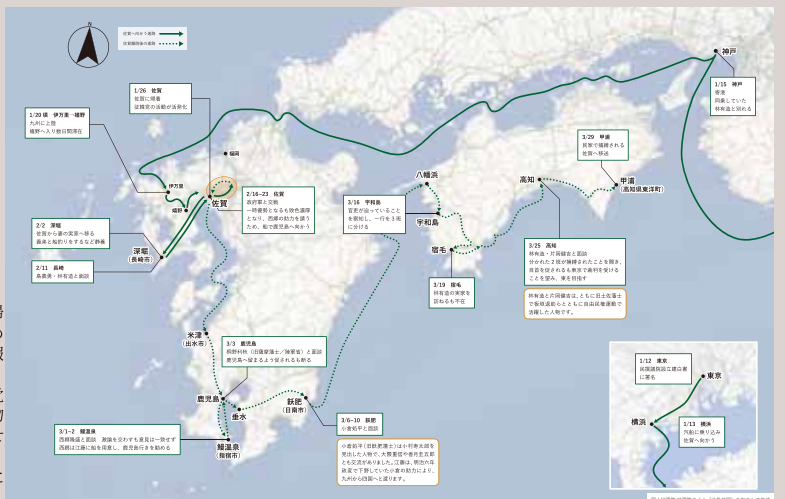 N
佐賀へ向かう進路
佐賀離脱後の進路
神戸
1/15 神戸
寄港
同乗していた
林有造と別れる
1/26 佐賀
佐賀に帰着
征韓党の活動が活発化
1/20頃 伊万里→嬉野
九州に上陸
嬉野へ入り数日間滞在
福岡
伊万里
嬉野
佐賀
2/16~23 佐賀
政府軍と交戦
一時優勢となるも敗色濃厚
となり、西郷の助力を請う
ため、船で鹿児島へ向かう
2/2 深堀
佐賀から妻の実家へ移る
義弟と船釣りをするなど静養
2/11 長崎
島義勇・林有造と面談
深堀
(長崎市)
3/29 甲浦
民家で捕縛される
佐賀へ移送
八幡浜
高知
甲浦
(高知県東洋町)
3/16 宇和島
官吏が迫っていること
を察知し、一行を3班
に分ける
宇和島
宿毛
3/19 宿毛
林有造の実家を
訪ねるも不在
3/25 高知
林有造・片岡健吉と面談
分かれた2班が捕縛されたことを聞き、
自首を促されるも東京で裁判を受ける
ことを望み、東を目指す
林有造と片岡健吉は、ともに旧土佐藩士
で板垣退助らとともに自由民権運動で
活躍した人物です。
米津
(出水市)
3/3 鹿児島
桐野利秋(旧薩摩藩士/陸軍省)と面談
鹿児島へ留まるよう促されるも断る
鹿児島
垂水
飫肥
(日南市)
3/1~2 鰻温泉
西郷隆盛と面談 激論を交わすも意見は一致せず
西郷は江藤に船を用意し、鹿児島行きを勧める
鰻温泉
(指宿市)
3/6~10 飫肥
小倉処平と面談
小倉処平(旧飫肥藩士)は小村寿太郎を
見出した人物で、大隈重信や香月圭五郎
とも交流がありました。江藤は、明治六年
政変で下野していた小倉の助力により、
九州から四国へと渡ります。
1/12 東京
民選議院設立建白書
に署名
東京
横浜
1/13 横浜
汽船に乗り込み
佐賀へ向かう